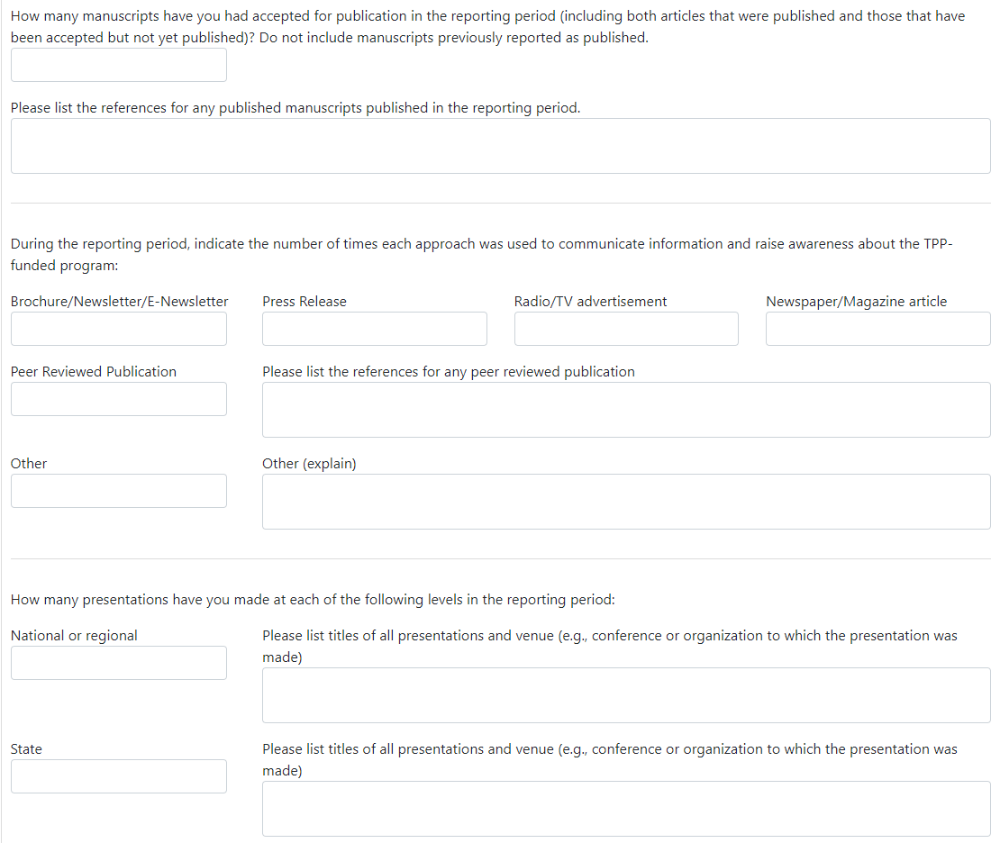 How many manuscripts have you had accepted for publication in the reporting period (including both articles that were published and those that have
been accepted but not yet published)? Do not include manuscripts previously reported as published.
Please list the references for any published manuscripts published in the reporting period.
During the reporting period, indicate the number of times each approach was used to communicate information and raise awareness about the TPP-
funded program:
Brochure/Newsletter/E-Newsletter
Press Release
Radio/TV advertisement
Newspaper/Magazine article
Peer Reviewed Publication
Please list the references for any peer reviewed publication
Other
Other (explain)
How many presentations have you made at each of the following levels in the reporting period:
National or regional
Please list titles of all presentations and venue (e.g., conference or organization to which the presentation was
made)
State
Please list titles of all presentations and venue (e.g., conference or organization to which the presentation was
made)